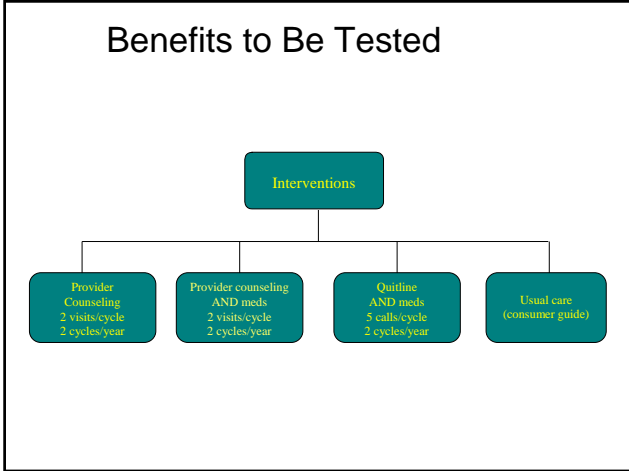 Benefits to Be Tested
Interventions
Provider
Counseling
2 visits/cycle
2 cycles/year
Provider counseling
AND meds
2 visits/cycle
2 cycles/year
Quitline
AND meds
5 calls/cycle
2 cycles/year
Usual care
(consumer guide)